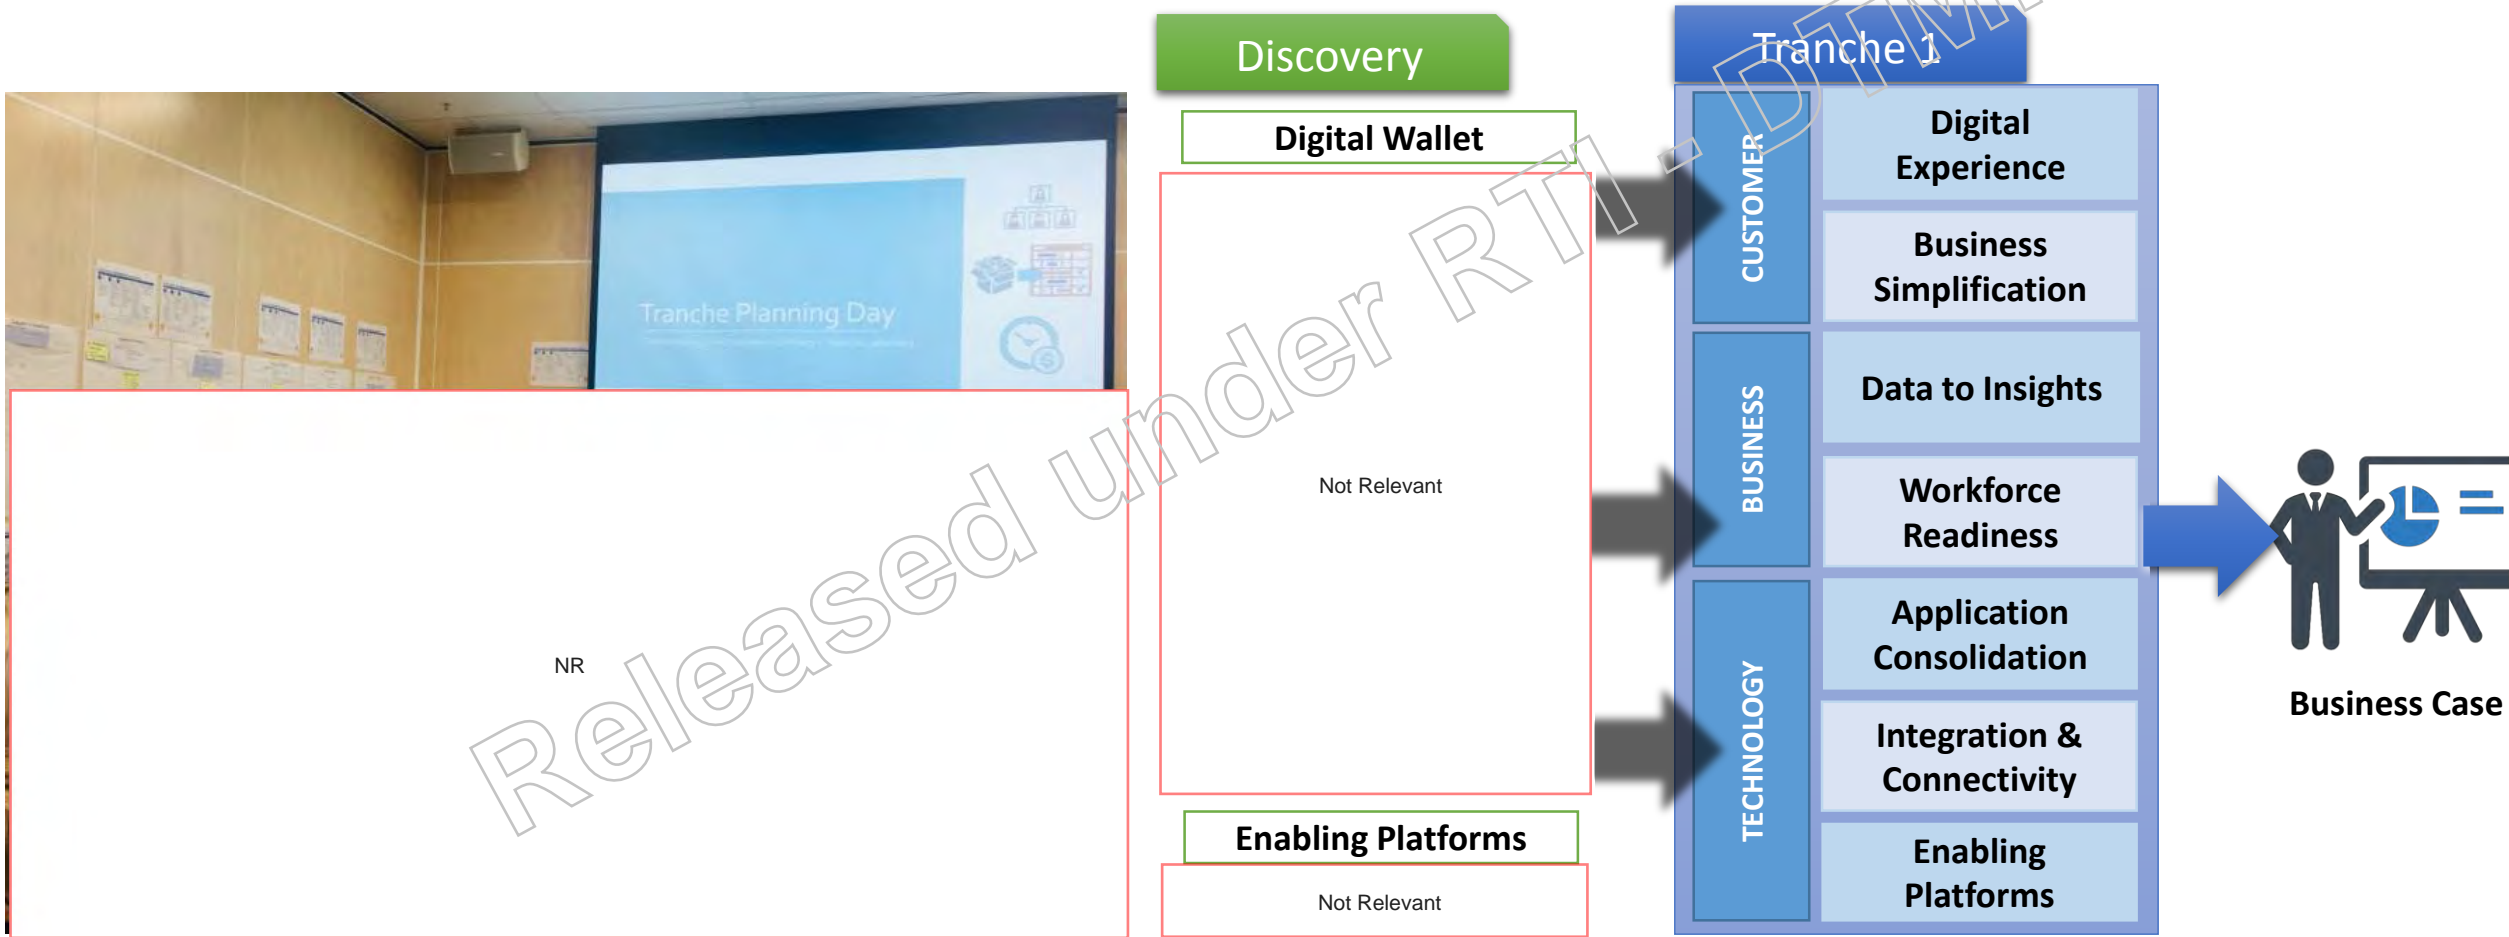 Discovery
Tranche 1
Digital Wallet
Not Relevant
Enabling Platforms
Not Relevant
Tranche Planning Day
NR
CUSTOMER
Digital
Experience
Business
Simplification
BUSINESS
Data to Insights
Workforce
Readiness
TECHNOLOGY
Application
Consolidation
Integration &
Connectivity
Enabling
Platforms
Business Case
Released under RTI - DTMR